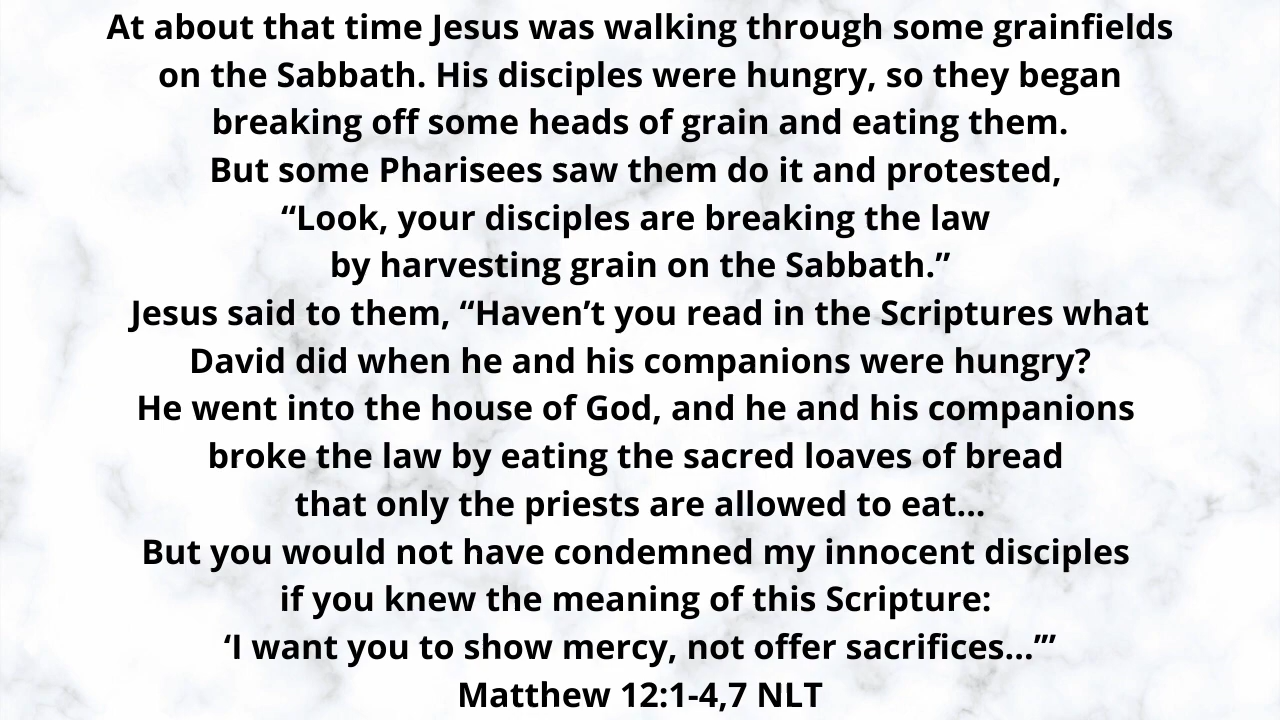 At about that time Jesus was walking through some grainfields
on the Sabbath. His disciples were hungry, so they began
breaking off some heads of grain and eating them.
But some Pharisees saw them do it and protested,
“Look, your disciples are breaking the law
by harvesting grain on the Sabbath.”
Jesus said to them, “Haven’t you read in the Scriptures what
David did when he and his companions were hungry?
He went into the house of God, and he and his companions
broke the law by eating the sacred loaves of bread
that only the priests are allowed to eat...
But you would not have condemned my innocent disciples
if you knew the meaning of this Scripture:
‘I want you to show mercy, not offer sacrifices...’”
Matthew 12:1-4,7 NLT